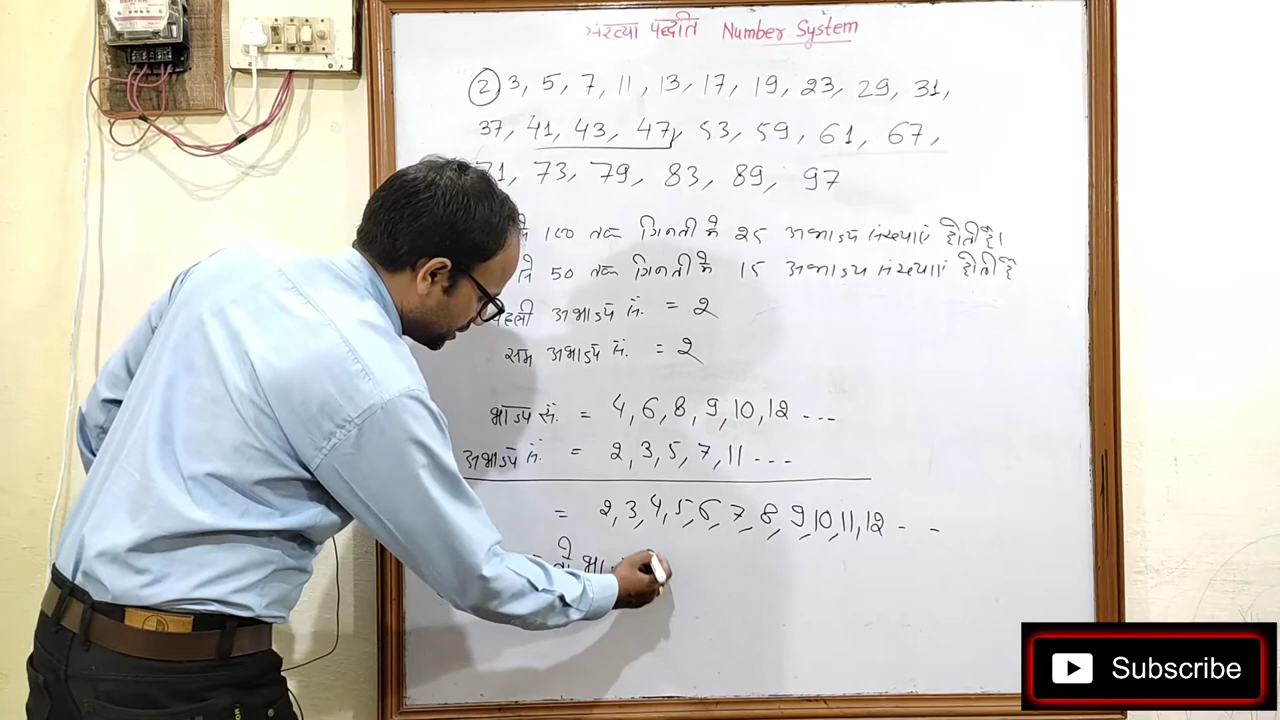 संख्या पद्धति Number System
2, 3, 5, 7, 11, 13, 17, 19, 23, 29, 31,
37, 41, 43, 47, 53, 59, 61, 67,
71, 73, 79, 83, 89, 97
100 तक गिनती में 25 अभाज्य संख्याएं होती है।
से 50 तक गिनती में 15 अभाज्य संख्याएं होती है
पहली अभाज्य सं. = 2
सम अभाज्य सं. = 2
भाज्य सं. = 4, 6, 8, 9, 10, 12 ---
अभाज्य सं. = 2, 3, 5, 7, 11 ---
= 2, 3, 4, 5, 6, 7, 8, 9, 10, 11, 12 - -
Subscribe